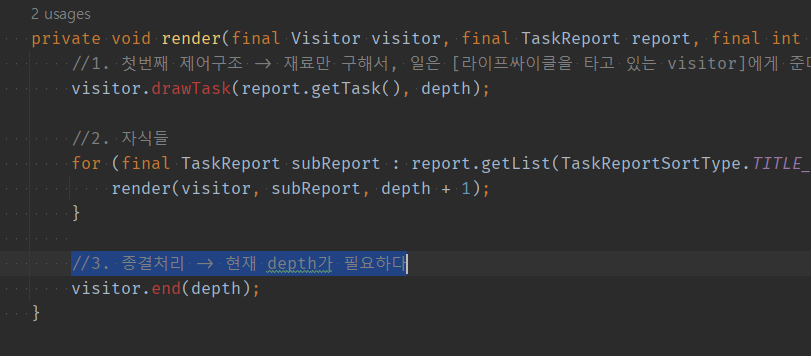 2 usages
private void render(final Visitor visitor, final TaskReport report, final int
//1. 첫번째 제어구조 -> 재료만 구해서, 일은 [라이프싸이클을 타고 있는 visitor]에게 준다
visitor.drawTask(report.getTask(), depth);
//2. 자식들
for (final TaskReport subReport : report.getList(TaskReportSortType.TITLE_
render(visitor, subReport, depth + 1);
}
//3. 종결처리 -> 현재 depth가 필요하다
visitor.end(depth);
}